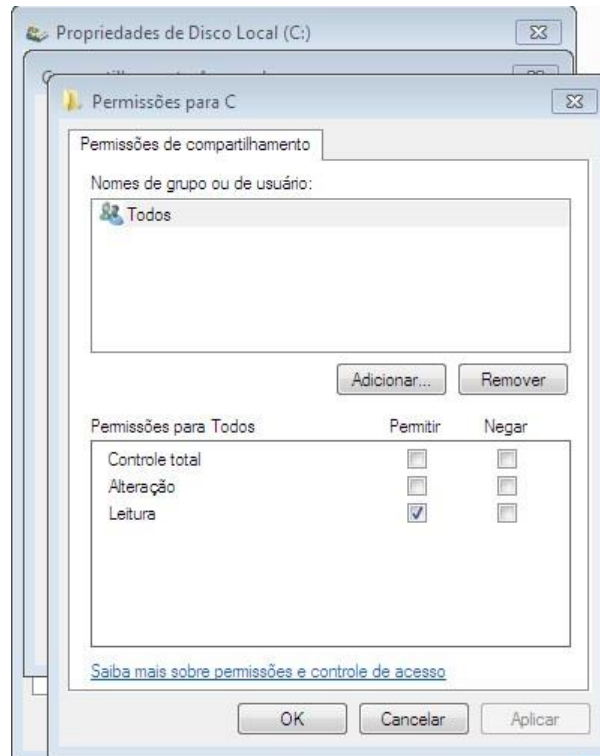 Propriedades de Disco Local (C:)
Permissões para C
Permissões de compartilhamento
Nomes de grupo ou de usuário:
Todos
Adicionar...
Remover
Permissões para Todos
Permitir
Negar
Controle total
Alteração
Leitura
Saiba mais sobre permissões e controle de acesso
OK
Cancelar
Aplicar